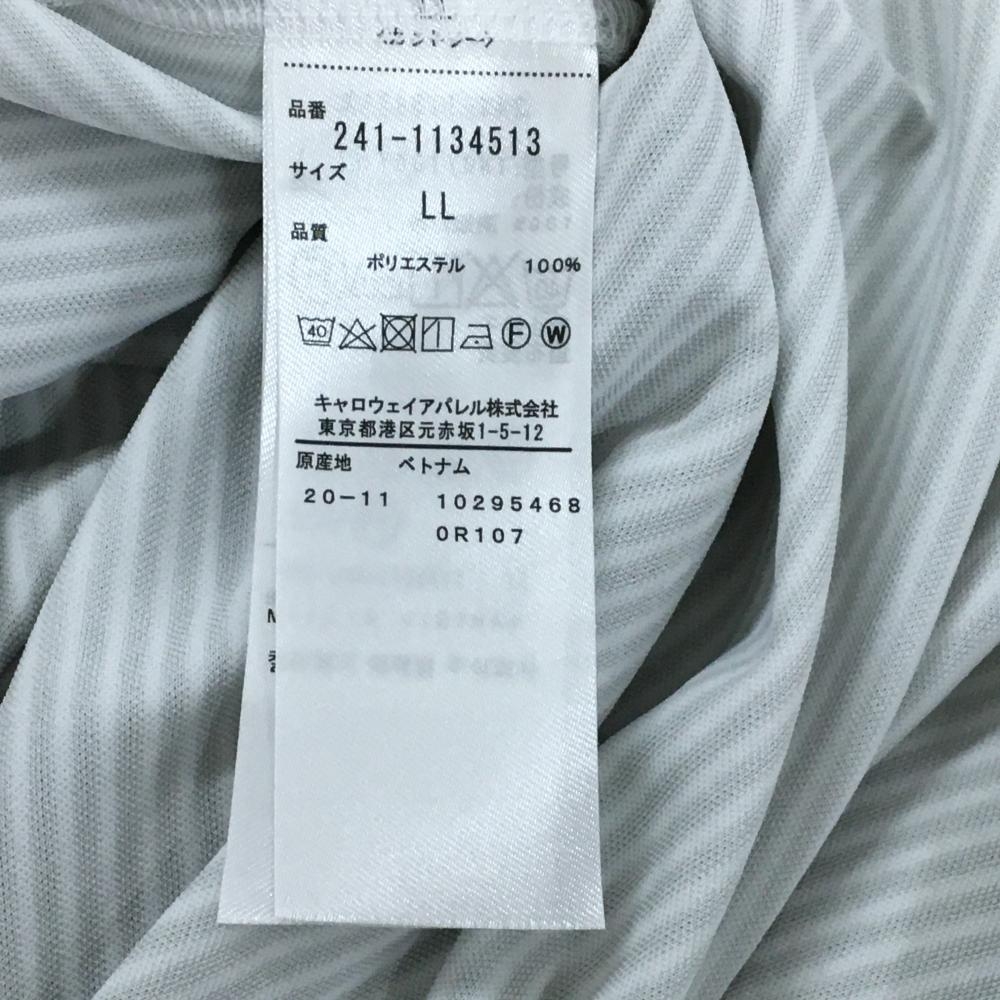 品番
241-1134513
サイズ
LL
品質
ポリエステル 100%
40 F W
キャロウェイアパレル株式会社
東京都港区元赤坂1-5-12
原産地 ベトナム
20-11 10295468
0R107